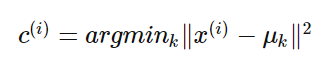 c^{(i)} = argmin_k ‖x^{(i)} − μ_k‖^2